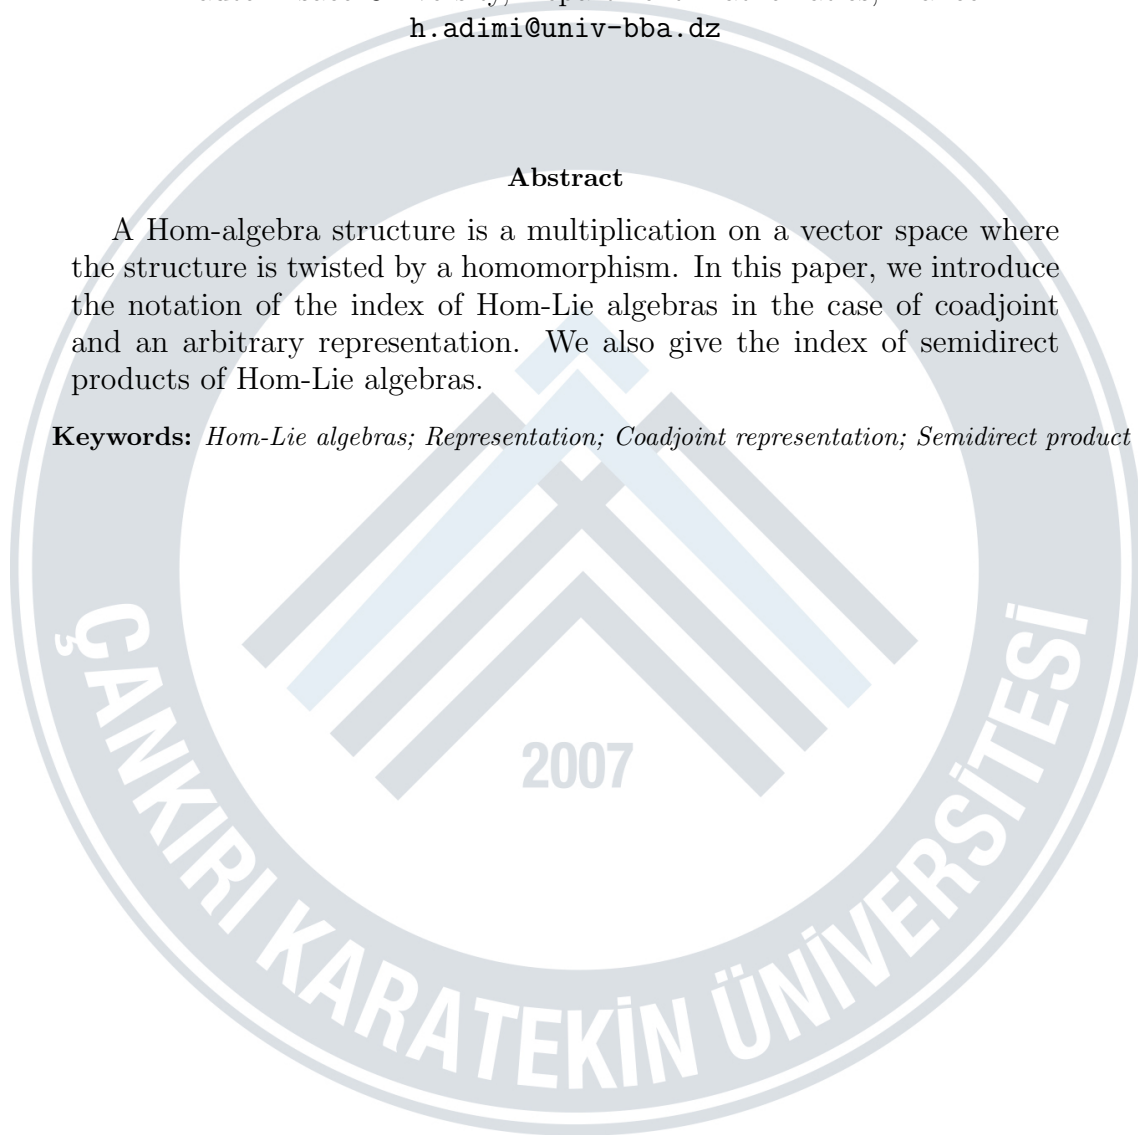 h.adimi@univ-bba.dz
Abstract
A Hom-algebra structure is a multiplication on a vector space where
the structure is twisted by a homomorphism. In this paper, we introduce
the notation of the index of Hom-Lie algebras in the case of coadjoint
and an arbitrary representation. We also give the index of semidirect
products of Hom-Lie algebras.
Keywords: Hom-Lie algebras; Representation; Coadjoint representation; Semidirect product
2007
ÇANKIRI KARATEKİN ÜNİVERSİTESİ